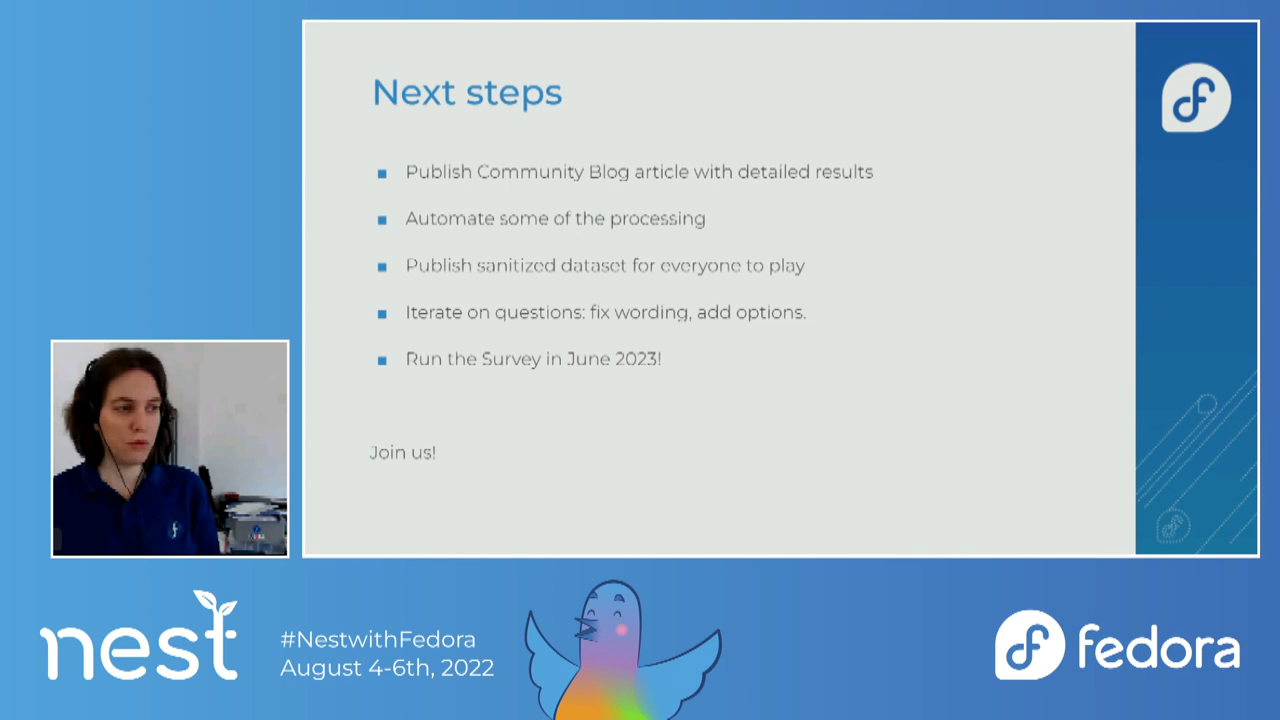 Next steps
Publish Community Blog article with detailed results
Automate some of the processing
Publish sanitized dataset for everyone to play
Iterate on questions: fix wording, add options.
Run the Survey in June 2023!
Join us!
nest
#NestwithFedora
August 4-6th, 2022
fedora